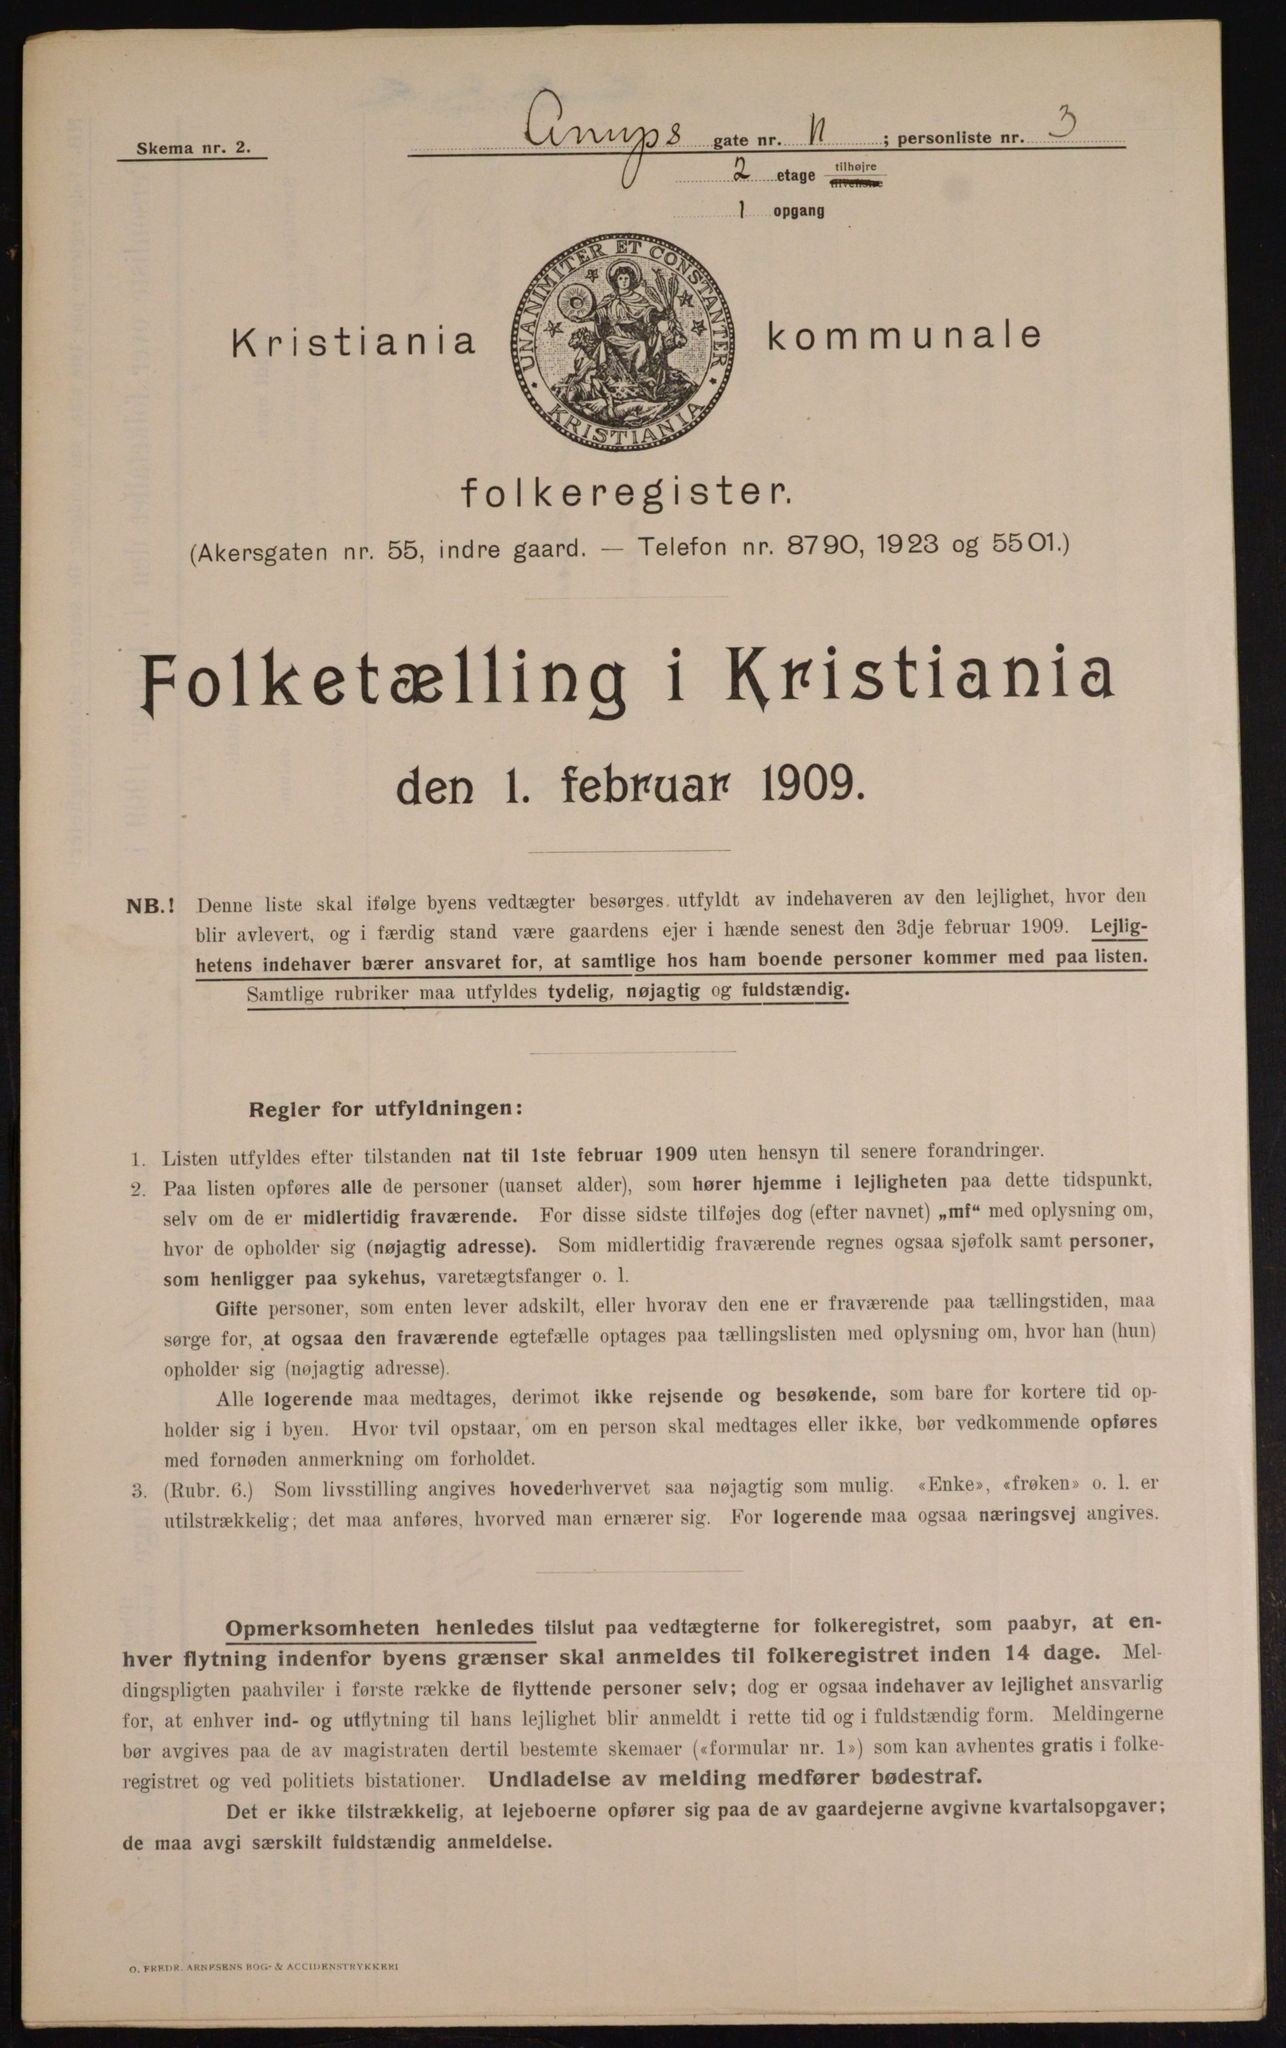 Skema nr. 2.
gate nr. 11 ; personliste nr. 3
2 etage tilhøjre
1 opgang
UNANIMITER ET CONSTANTER
KRISTIANIA
Kristiania kommunale
folkeregister.
(Akersgaten nr. 55, indre gaard. — Telefon nr. 8790, 1923 og 5501.)
Folketælling i Kristiania
den 1. februar 1909.
NB.! Denne liste skal ifølge byens vedtægter besørges utfyldt av indehaveren av den lejlighet, hvor den
blir avlevert, og i færdig stand være gaardens ejer i hænde senest den 3dje februar 1909. Lejlig-
hetens indehaver bærer ansvaret for, at samtlige hos ham boende personer kommer med paa listen.
Samtlige rubriker maa utfyldes tydelig, nøjagtig og fuldstændig.
Regler for utfyldningen:
1. Listen utfyldes efter tilstanden nat til 1ste februar 1909 uten hensyn til senere forandringer.
2. Paa listen opføres alle de personer (uanset alder), som hører hjemme i lejligheten paa dette tidspunkt,
selv om de er midlertidig fraværende. For disse sidste tilføjes dog (efter navnet) „mf“ med oplysning om,
hvor de opholder sig (nøjagtig adresse). Som midlertidig fraværende regnes ogsaa sjøfolk samt personer,
som henligger paa sykehus, varetægtsfanger o. l.
Gifte personer, som enten lever adskilt, eller hvorav den ene er fraværende paa tællingstiden, maa
sørge for, at ogsaa den fraværende egtefælle optages paa tællingslisten med oplysning om, hvor han (hun)
opholder sig (nøjagtig adresse).
Alle logerende maa medtages, derimot ikke rejsende og besøkende, som bare for kortere tid op-
holder sig i byen. Hvor tvil opstaar, om en person skal medtages eller ikke, bør vedkommende opføres
med fornøden anmerkning om forholdet.
3. (Rubr. 6.) Som livsstilling angives hovederhvervet saa nøjagtig som mulig. «Enke», «frøken» o. l. er
utilstrækkelig; det maa anføres, hvorved man ernærer sig. For logerende maa ogsaa næringsvej angives.
Opmerksomheten henledes tilslut paa vedtægterne for folkeregistret, som paabyr, at en-
hver flytning indenfor byens grænser skal anmeldes til folkeregistret inden 14 dage. Mel-
dingspligten paahviler i første række de flyttende personer selv; dog er ogsaa indehaver av lejlighet ansvarlig
for, at enhver ind- og utflytning til hans lejlighet blir anmeldt i rette tid og i fuldstændig form. Meldingerne
bør avgives paa de av magistraten dertil bestemte skemaer («formular nr. 1») som kan avhentes gratis i folke-
registret og ved politiets bistationer. Undladelse av melding medfører bødestraf.
Det er ikke tilstrækkelig, at lejeboerne opfører sig paa de av gaardejerne avgivne kvartalsopgaver;
de maa avgi særskilt fuldstændig anmeldelse.
O. FREDR. ARNESENS BOG- & ACCIDENSTRYKKERI